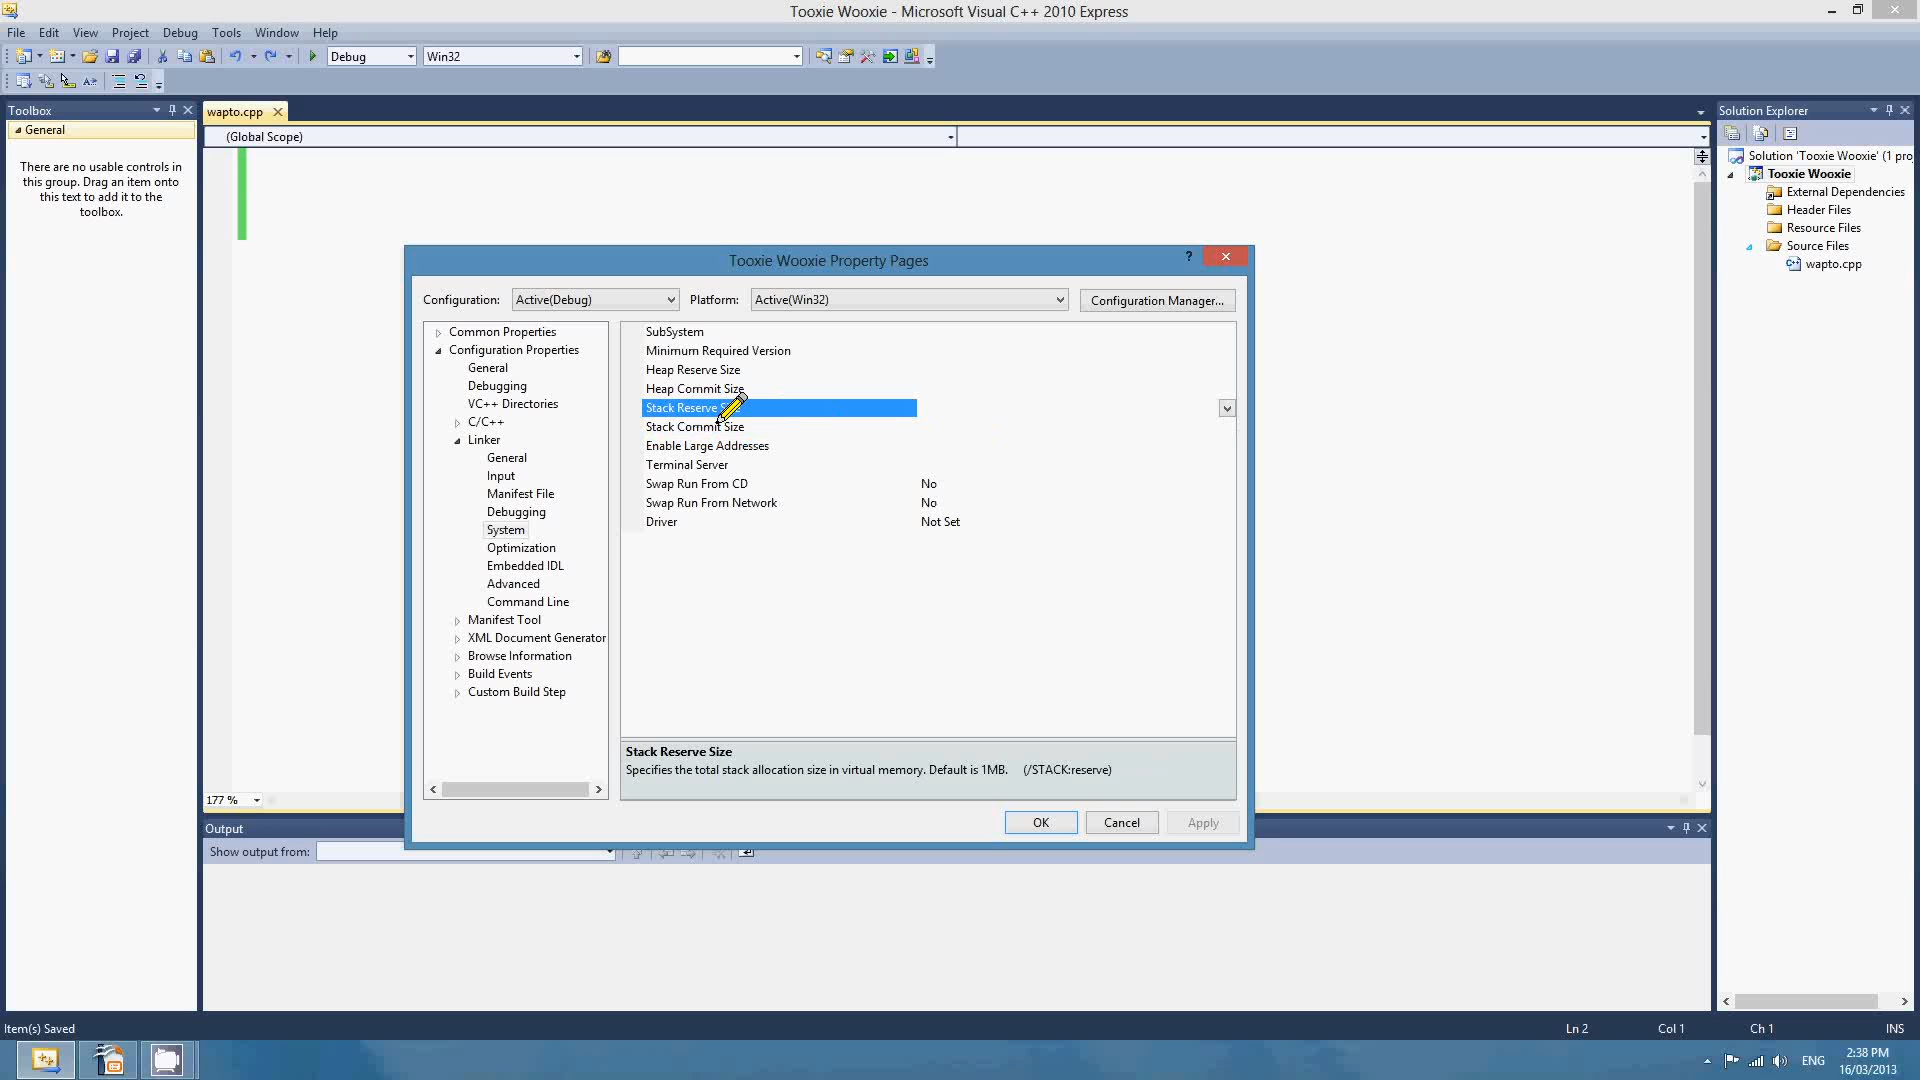 Tooxie Wooxie - Microsoft Visual C++ 2010 Express
File Edit View Project Debug Tools Window Help
Debug Win32
Toolbox
General
There are no usable controls in
this group. Drag an item onto
this text to add it to the
toolbox.
wapto.cpp
(Global Scope)
Tooxie Wooxie Property Pages
?
Configuration: Active(Debug) Platform: Active(Win32) Configuration Manager...
Common Properties
Configuration Properties
General
Debugging
VC++ Directories
C/C++
Linker
General
Input
Manifest File
Debugging
System
Optimization
Embedded IDL
Advanced
Command Line
Manifest Tool
XML Document Generator
Browse Information
Build Events
Custom Build Step
SubSystem
Minimum Required Version
Heap Reserve Size
Heap Commit Size
Stack Reserve Size
Stack Commit Size
Enable Large Addresses
Terminal Server
Swap Run From CD No
Swap Run From Network No
Driver Not Set
Stack Reserve Size
Specifies the total stack allocation size in virtual memory. Default is 1MB. (/STACK:reserve)
OK Cancel Apply
177 %
Output
Show output from:
Solution Explorer
Solution 'Tooxie Wooxie' (1 pro
Tooxie Wooxie
External Dependencies
Header Files
Resource Files
Source Files
wapto.cpp
Item(s) Saved Ln 2 Col 1 Ch 1 INS
ENG 2:38 PM
16/03/2013